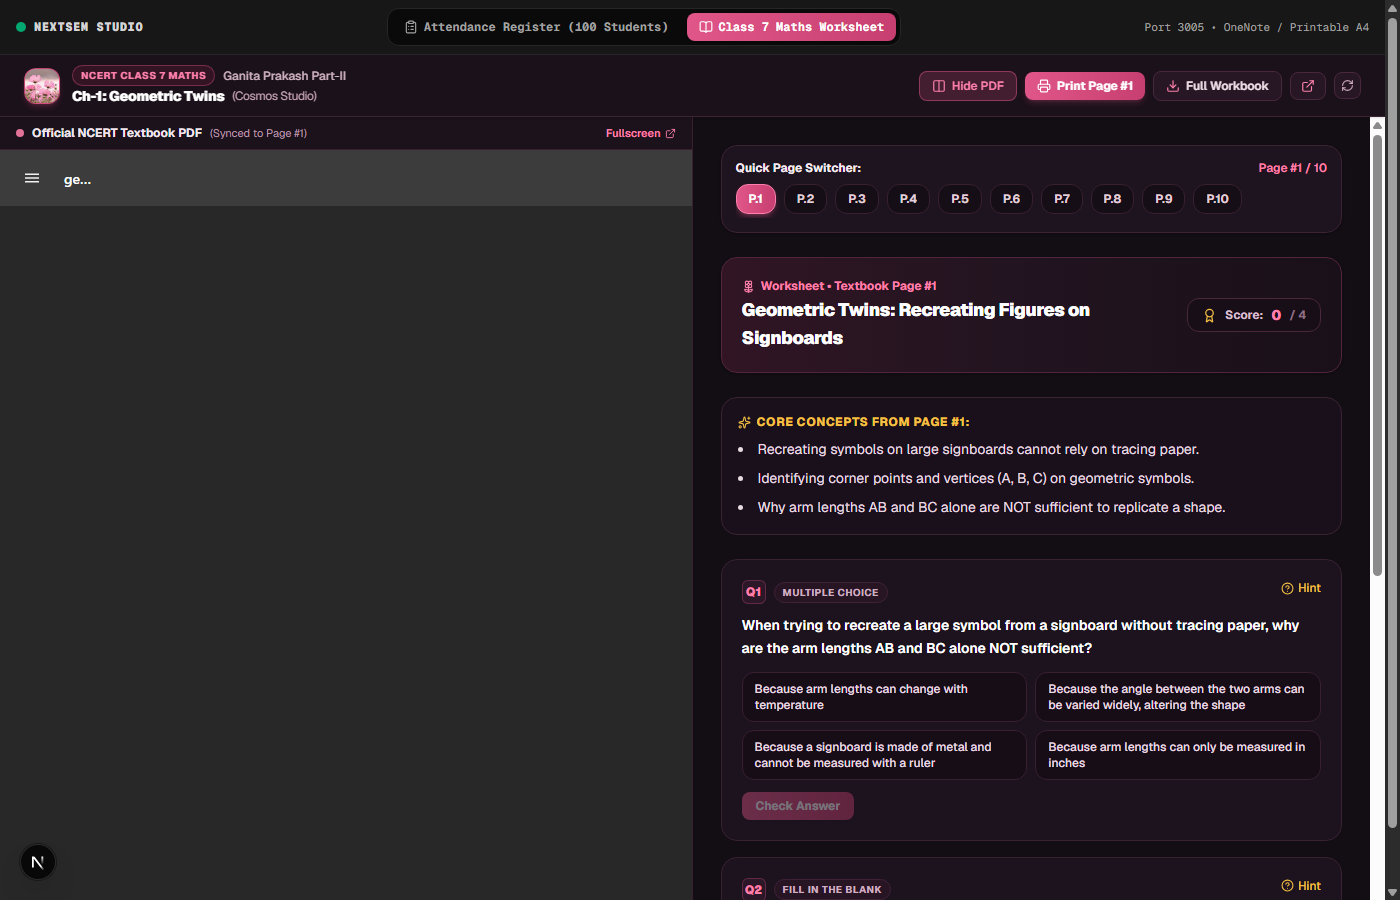 NEXTSEM STUDIO
Attendance Register (100 Students)
Class 7 Maths Worksheet
Port 3005 • OneNote / Printable A4
NCERT CLASS 7 MATHS
Ganita Prakash Part-II
Ch-1: Geometric Twins (Cosmos Studio)
Hide PDF
Print Page #1
Full Workbook
Official NCERT Textbook PDF (Synced to Page #1)
Fullscreen
ge...
Quick Page Switcher:
Page #1 / 10
P.1
P.2
P.3
P.4
P.5
P.6
P.7
P.8
P.9
P.10
Worksheet • Textbook Page #1
Geometric Twins: Recreating Figures on
Signboards
Score: 0 / 4
CORE CONCEPTS FROM PAGE #1:
• Recreating symbols on large signboards cannot rely on tracing paper.
• Identifying corner points and vertices (A, B, C) on geometric symbols.
• Why arm lengths AB and BC alone are NOT sufficient to replicate a shape.
Q1
MULTIPLE CHOICE
Hint
When trying to recreate a large symbol from a signboard without tracing paper, why
are the arm lengths AB and BC alone NOT sufficient?
Because arm lengths can change with
temperature
Because the angle between the two arms can
be varied widely, altering the shape
Because a signboard is made of metal and
cannot be measured with a ruler
Because arm lengths can only be measured in
inches
Check Answer
N
Q2
FILL IN THE BLANK
Hint